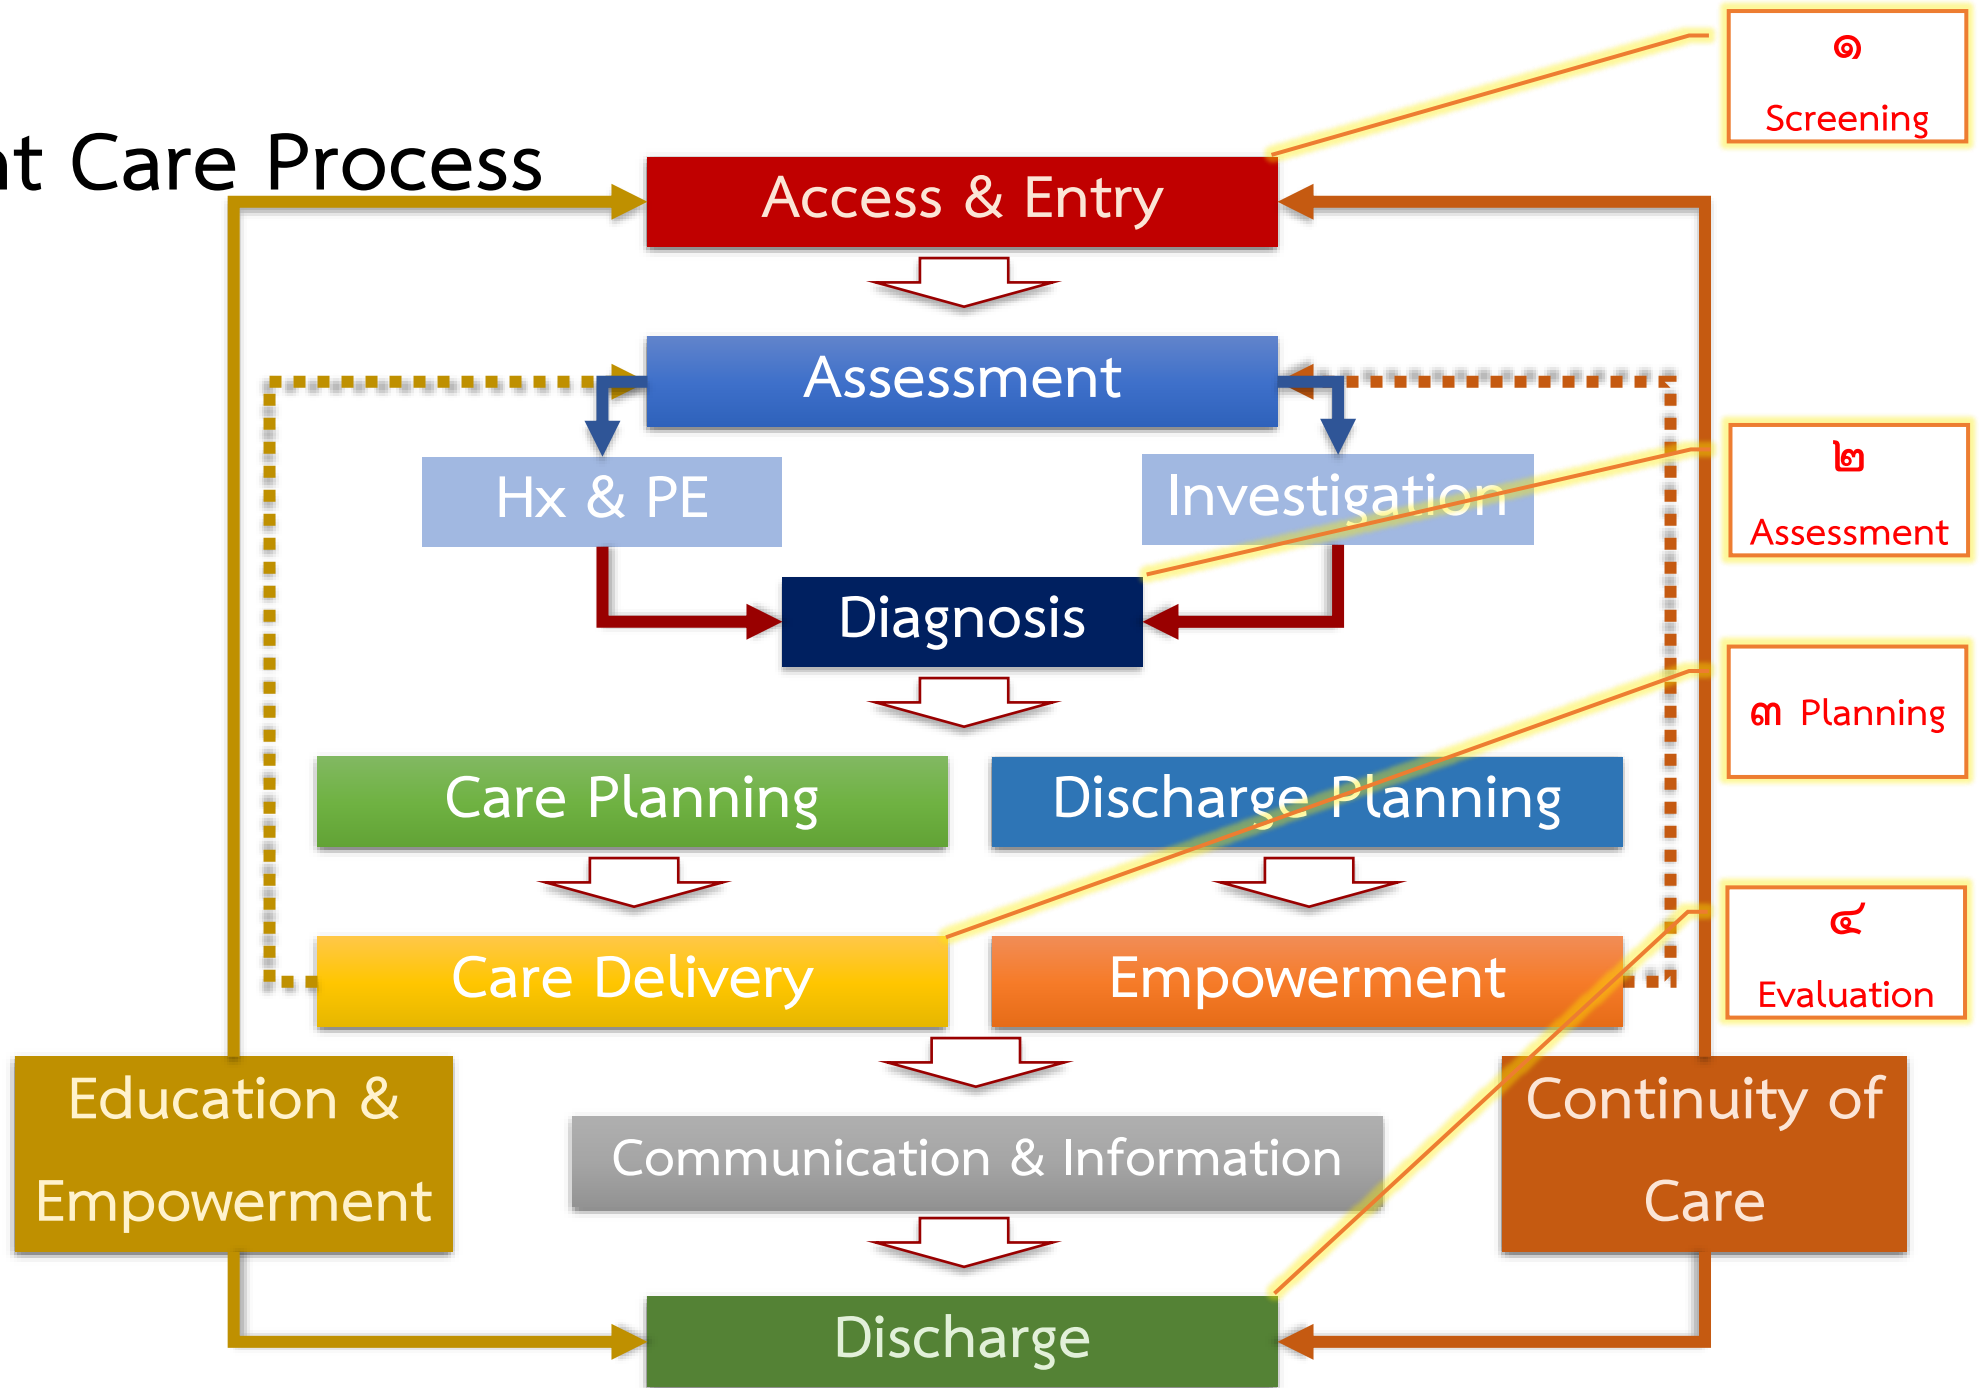 nt Care Process
๑
Screening
Access & Entry
Assessment
Hx & PE
Investigation
๒
Assessment
Diagnosis
๓ Planning
Care Planning
Discharge Planning
Care Delivery
Empowerment
๔
Evaluation
Education &
Empowerment
Communication & Information
Continuity of
Care
Discharge